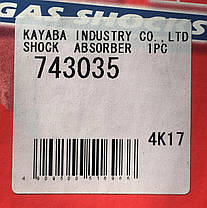 GAS SHOCKS
KAYABA INDUSTRY CO.,LTD
SHOCK ABSORBER 1PC
743035
4K17